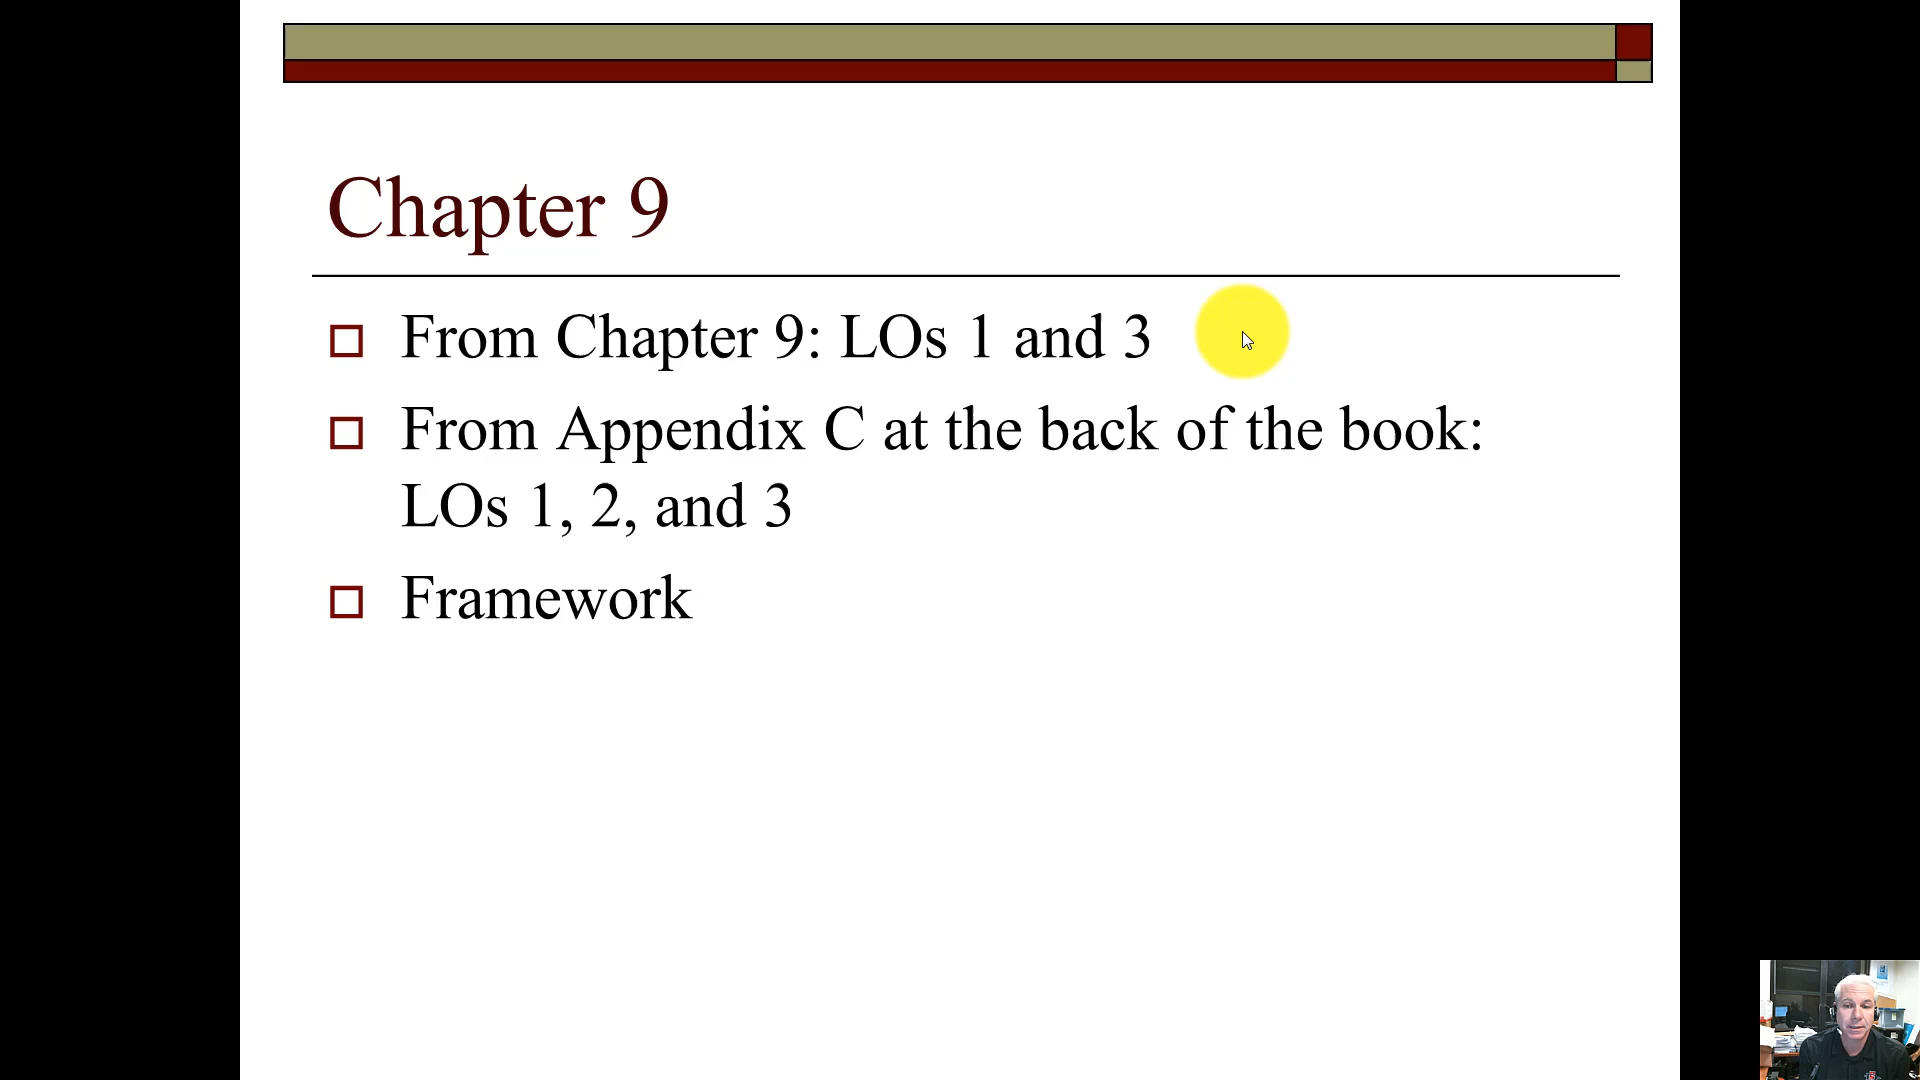 Chapter 9
From Chapter 9: LOs 1 and 3
From Appendix C at the back of the book:
LOs 1, 2, and 3
Framework